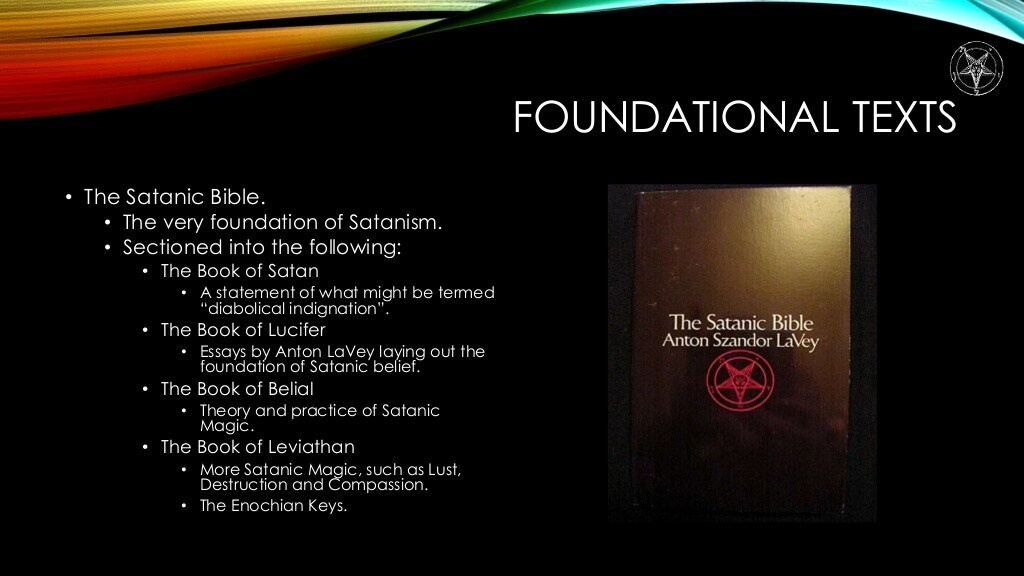 FOUNDATIONAL TEXTS
• The Satanic Bible.
• The very foundation of Satanism.
• Sectioned into the following:
• The Book of Satan
• A statement of what might be termed
“diabolical indignation”.
• The Book of Lucifer
• Essays by Anton LaVey laying out the
foundation of Satanic belief.
• The Book of Belial
• Theory and practice of Satanic
Magic.
• The Book of Leviathan
• More Satanic Magic, such as Lust,
Destruction and Compassion.
• The Enochian Keys.
The Satanic Bible
Anton Szandor LaVey